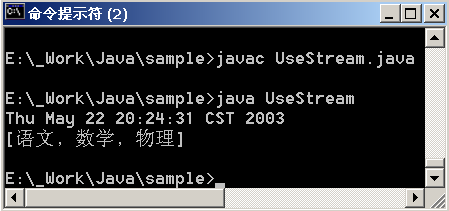 命令提示符 (2)
E:\_Work\Java\sample>javac UseStream.java
E:\_Work\Java\sample>java UseStream
Thu May 22 20:24:31 CST 2003
[语文, 数学, 物理]
E:\_Work\Java\sample>_